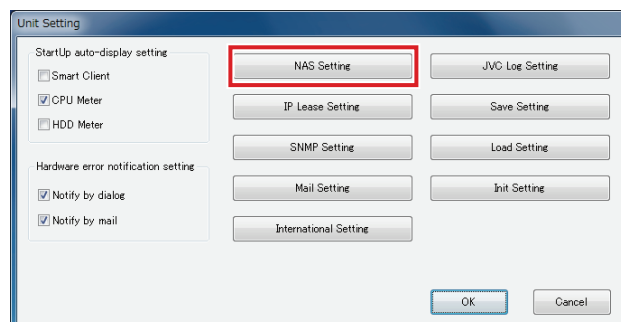 Unit Setting
StartUp auto-display setting
Smart Client
CPU Meter
HDD Meter
Hardware error notification setting
Notify by dialog
Notify by mail
NAS Setting
IP Lease Setting
SNMP Setting
Mail Setting
International Setting
JVC Log Setting
Save Setting
Load Setting
Init Setting
OK
Cancel